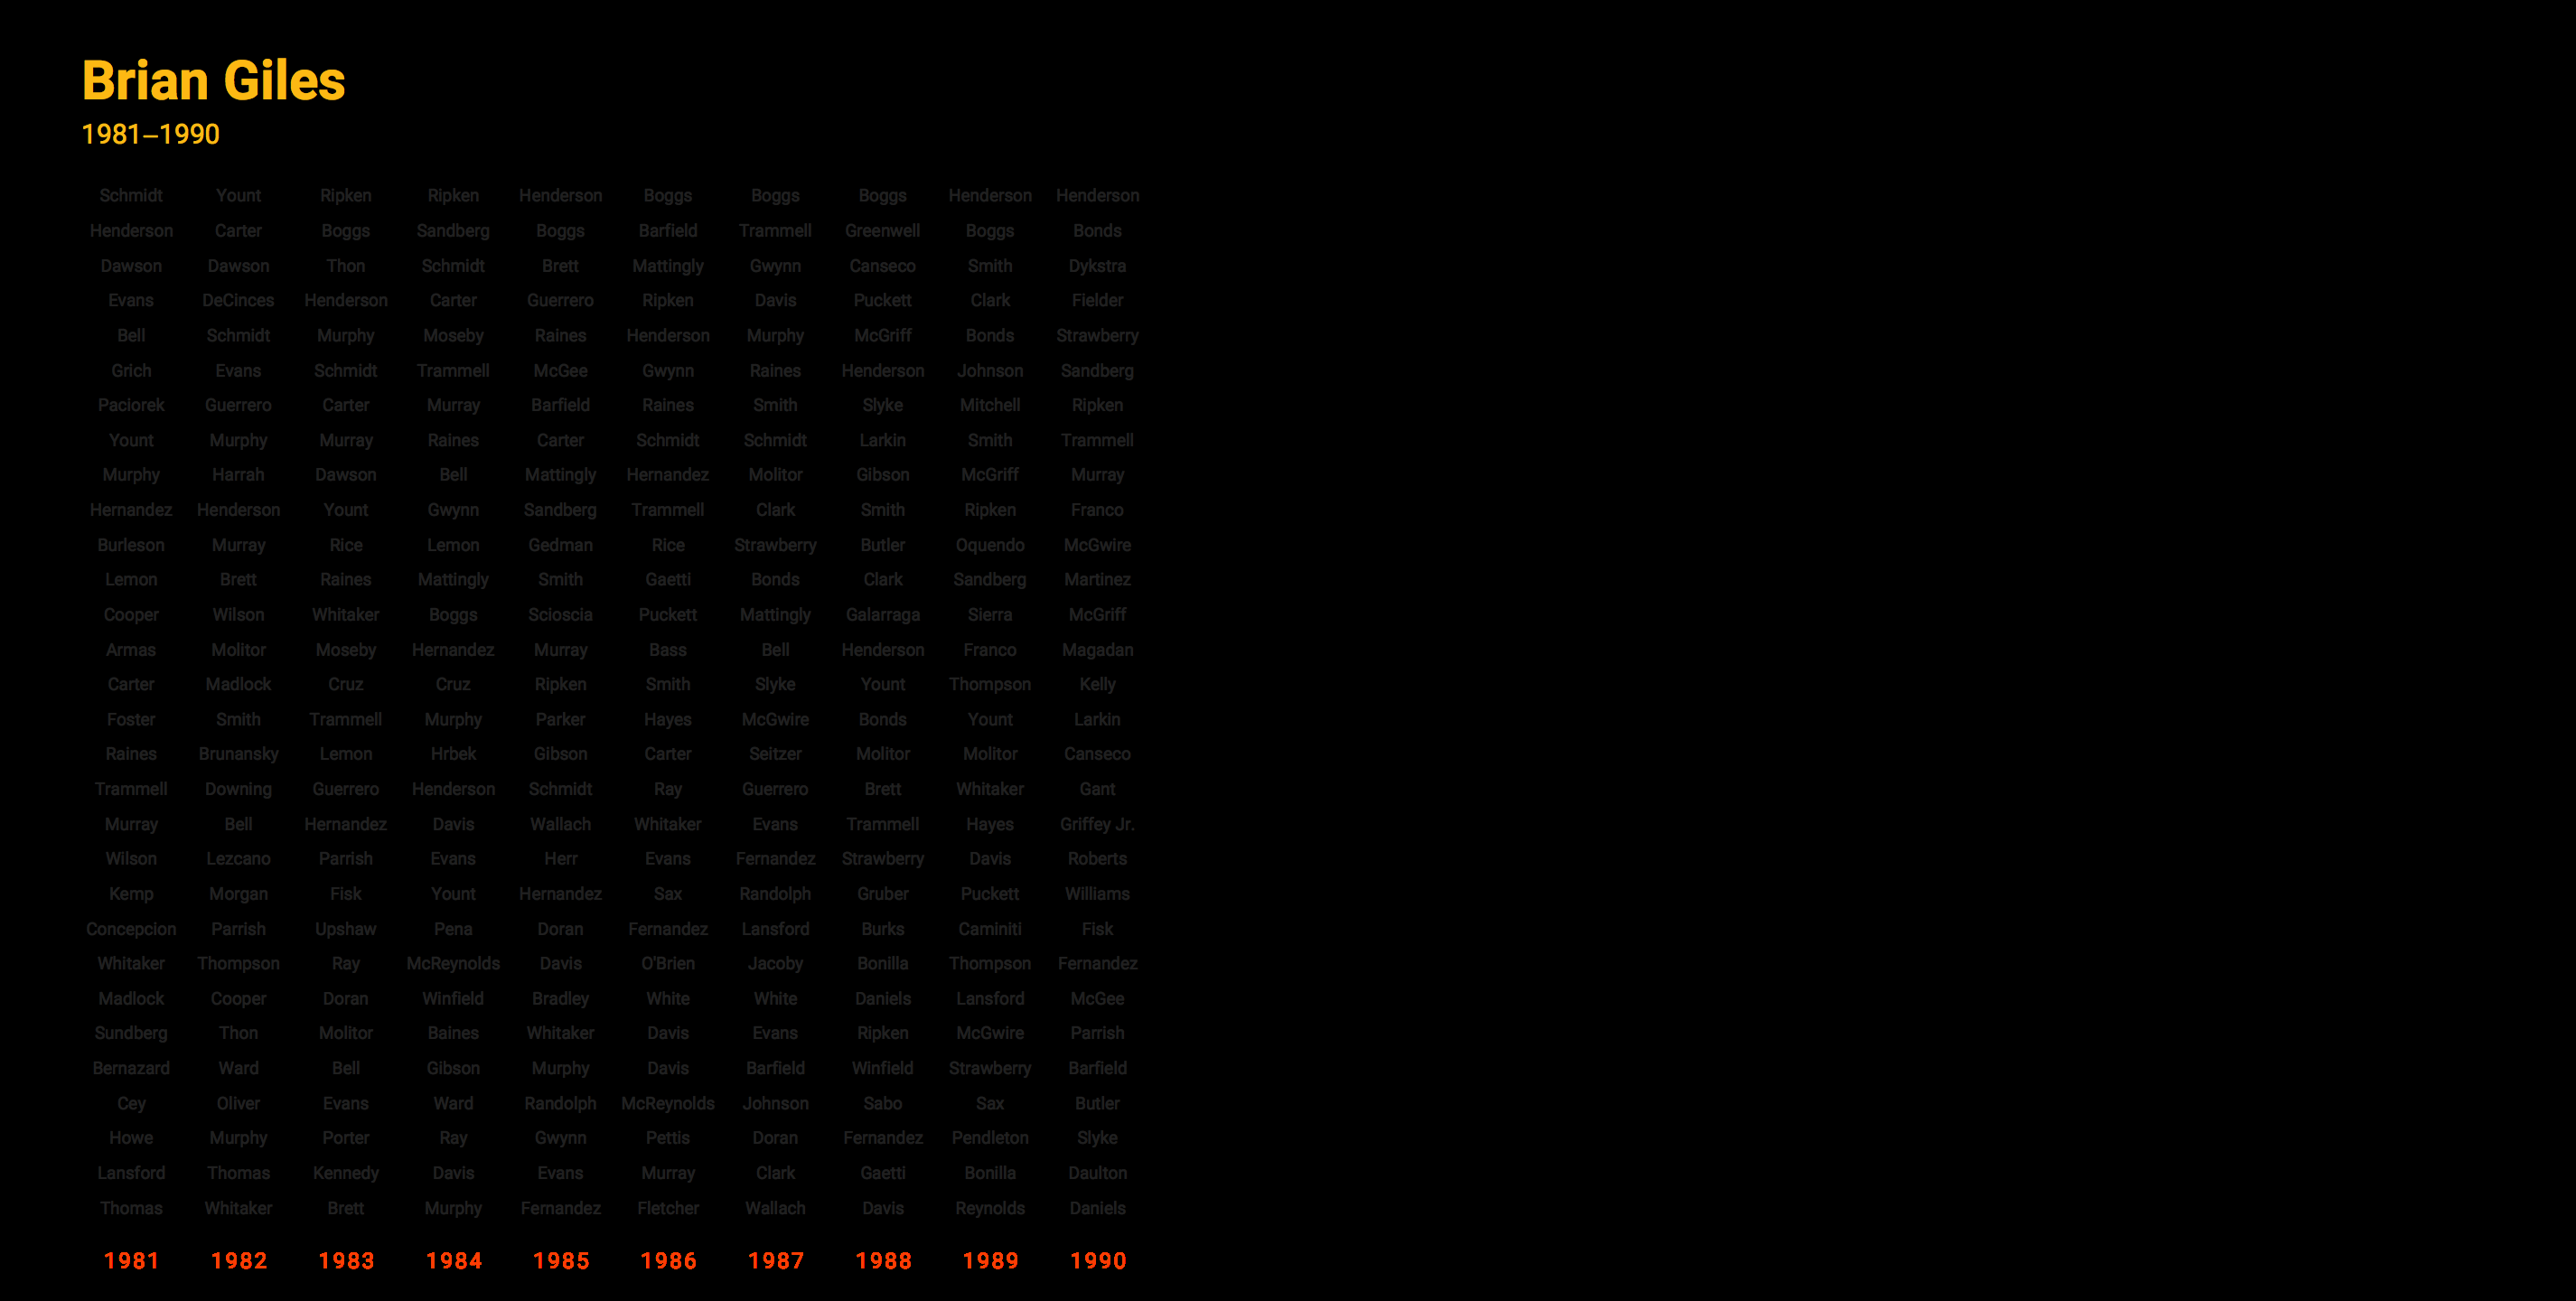 Brian Giles
1981–1990
Schmidt Yount Ripken Ripken Henderson Boggs Boggs Boggs Henderson Henderson
Henderson Carter Boggs Sandberg Boggs Barfield Trammell Greenwell Boggs Bonds
Dawson Dawson Thon Schmidt Brett Mattingly Gwynn Canseco Smith Dykstra
Evans DeCinces Henderson Carter Guerrero Ripken Davis Puckett Clark Fielder
Bell Schmidt Murphy Moseby Raines Henderson Murphy McGriff Bonds Strawberry
Grich Evans Schmidt Trammell McGee Gwynn Raines Henderson Johnson Sandberg
Paciorek Guerrero Carter Murray Barfield Raines Smith Slyke Mitchell Ripken
Yount Murphy Murray Raines Carter Schmidt Schmidt Larkin Smith Trammell
Murphy Harrah Dawson Bell Mattingly Hernandez Molitor Gibson McGriff Murray
Hernandez Henderson Yount Gwynn Sandberg Trammell Clark Smith Ripken Franco
Burleson Murray Rice Lemon Gedman Rice Strawberry Butler Oquendo McGwire
Lemon Brett Raines Mattingly Smith Gaetti Bonds Clark Sandberg Martinez
Cooper Wilson Whitaker Boggs Scioscia Puckett Mattingly Galarraga Sierra McGriff
Armas Molitor Moseby Hernandez Murray Bass Bell Henderson Franco Magadan
Carter Madlock Cruz Cruz Ripken Smith Slyke Yount Thompson Kelly
Foster Smith Trammell Murphy Parker Hayes McGwire Bonds Yount Larkin
Raines Brunansky Lemon Hrbek Gibson Carter Seitzer Molitor Molitor Canseco
Trammell Downing Guerrero Henderson Schmidt Ray Guerrero Brett Whitaker Gant
Murray Bell Hernandez Davis Wallach Whitaker Evans Trammell Hayes Griffey Jr.
Wilson Lezcano Parrish Evans Herr Evans Fernandez Strawberry Davis Roberts
Kemp Morgan Fisk Yount Hernandez Sax Randolph Gruber Puckett Williams
Concepcion Parrish Upshaw Pena Doran Fernandez Lansford Burks Caminiti Fisk
Whitaker Thompson Ray McReynolds Davis O'Brien Jacoby Bonilla Thompson Fernandez
Madlock Cooper Doran Winfield Bradley White White Daniels Lansford McGee
Sundberg Thon Molitor Baines Whitaker Davis Evans Ripken McGwire Parrish
Bernazard Ward Bell Gibson Murphy Davis Barfield Winfield Strawberry Barfield
Cey Oliver Evans Ward Randolph McReynolds Johnson Sabo Sax Butler
Howe Murphy Porter Ray Gwynn Pettis Doran Fernandez Pendleton Slyke
Lansford Thomas Kennedy Davis Evans Murray Clark Gaetti Bonilla Daulton
Thomas Whitaker Brett Murphy Fernandez Fletcher Wallach Davis Reynolds Daniels
1981 1982 1983 1984 1985 1986 1987 1988 1989 1990